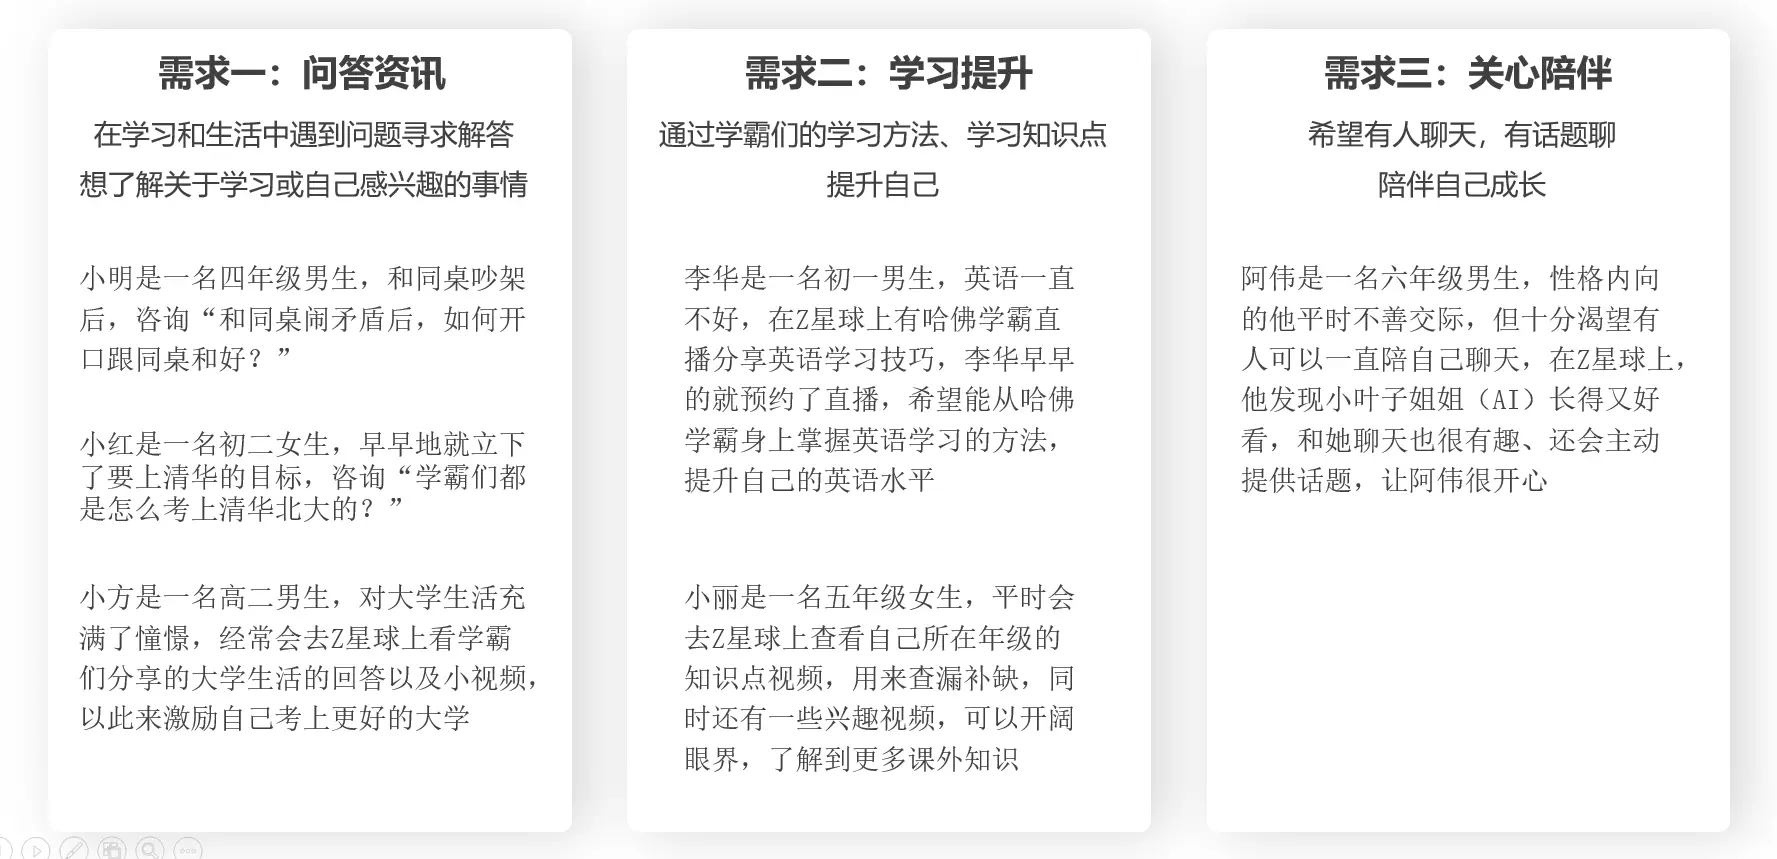 需求一：问答资讯
在学习和生活中遇到问题寻求解答
想了解关于学习或自己感兴趣的事情
小明是一名四年级男生，和同桌吵架
后，咨询“和同桌闹矛盾后，如何开
口跟同桌和好？”
小红是一名初二女生，早早地就立下
了要上清华的目标，咨询“学霸们都
是怎么考上清华北大的？”
小方是一名高二男生，对大学生活充
满了憧憬，经常会去Z星球上看学霸
们分享的大学生活的回答以及小视频，
以此来激励自己考上更好的大学
需求二：学习提升
通过学霸们的学习方法、学习知识点
提升自己
李华是一名初一男生，英语一直
不好，在Z星球上有哈佛学霸直
播分享英语学习技巧，李华早早
的就预约了直播，希望能从哈佛
学霸身上掌握英语学习的方法，
提升自己的英语水平
小丽是一名五年级女生，平时会
去Z星球上查看自己所在年级的
知识点视频，用来查漏补缺，同
时还有一些兴趣视频，可以开阔
眼界，了解到更多课外知识
需求三：关心陪伴
希望有人聊天，有话题聊
陪伴自己成长
阿伟是一名六年级男生，性格内向
的他平时不善交际，但十分渴望有
人可以一直陪自己聊天，在Z星球上，
他发现小叶子姐姐（AI）长得又好
看，和她聊天也很有趣、还会主动
提供话题，让阿伟很开心